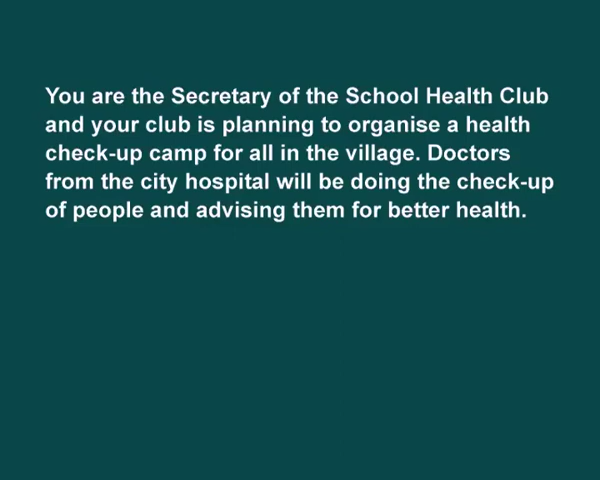 You are the Secretary of the School Health Club
and your club is planning to organise a health
check-up camp for all in the village. Doctors
from the city hospital will be doing the check-up
of people and advising them for better health.